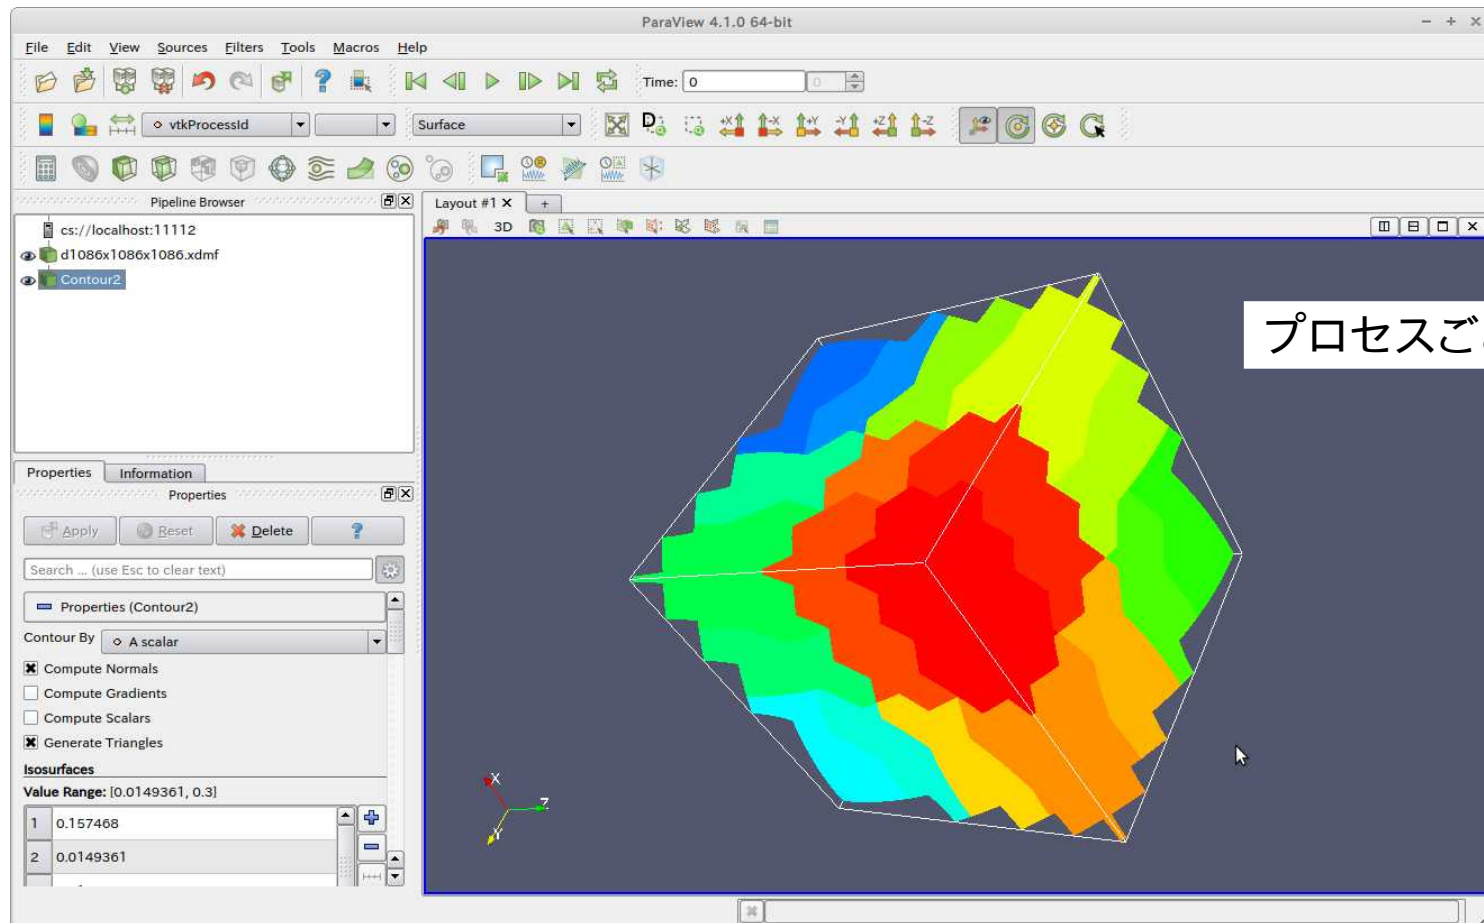 ParaView 4.1.0 64-bit
File Edit View Sources Filters Tools Macros Help
Time: 0 0
vtkProcessId Surface
+X -X +Y -Y +Z -Z
Pipeline Browser
Layout #1 +
3D
cs://localhost:11112
d1086x1086x1086.xdmf
Contour2
プロセスご
Properties Information
Properties
Apply Reset Delete ?
Search ... (use Esc to clear text)
Properties (Contour2)
Contour By A scalar
Compute Normals
Compute Gradients
Compute Scalars
Generate Triangles
Isosurfaces
Value Range: [0.0149361, 0.3]
1 0.157468
2 0.0149361
X
Z
Y